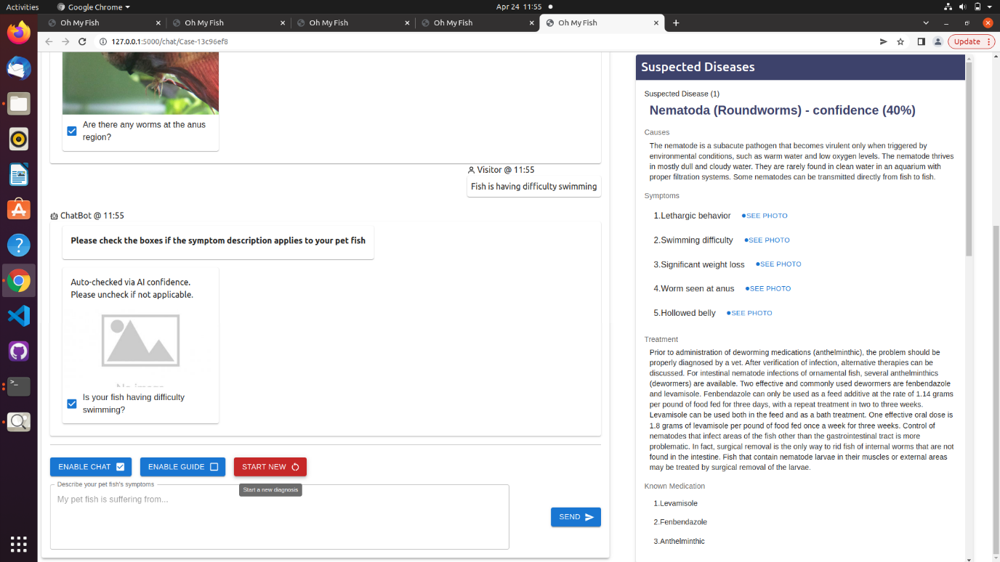 Activities
Google Chrome
Apr 24 11:55
Oh My Fish
Oh My Fish
Oh My Fish
Oh My Fish
Oh My Fish
127.0.0.1:5000/chat/Case-13c96ef8
Update
Are there any worms at the anus
region?
Visitor @ 11:55
Fish is having difficulty swimming
ChatBot @ 11:55
Please check the boxes if the symptom description applies to your pet fish
Auto-checked via AI confidence.
Please uncheck if not applicable.
No image
Is your fish having difficulty
swimming?
ENABLE CHAT
ENABLE GUIDE
START NEW
Start a new diagnosis
Describe your pet fish's symptoms
My pet fish is suffering from...
SEND
Suspected Diseases
Suspected Disease (1)
Nematoda (Roundworms) - confidence (40%)
Causes
The nematode is a subacute pathogen that becomes virulent only when triggered by
environmental conditions, such as warm water and low oxygen levels. The nematode thrives
in mostly dull and cloudy water. They are rarely found in clean water in an aquarium with
proper filtration systems. Some nematodes can be transmitted directly from fish to fish.
Symptoms
1.Lethargic behavior SEE PHOTO
2.Swimming difficulty SEE PHOTO
3.Significant weight loss SEE PHOTO
4.Worm seen at anus SEE PHOTO
5.Hollowed belly SEE PHOTO
Treatment
Prior to administration of deworming medications (anthelminthic), the problem should be
properly diagnosed by a vet. After verification of infection, alternative therapies can be
discussed. For intestinal nematode infections of ornamental fish, several anthelminthics
(dewormers) are available. Two effective and commonly used dewormers are fenbendazole
and levamisole. Fenbendazole can only be used as a feed additive at the rate of 1.14 grams
per pound of food fed for three days, with a repeat treatment in two to three weeks.
Levamisole can be used both in the feed and as a bath treatment. One effective oral dose is
1.8 grams of levamisole per pound of food fed once a week for three weeks. Control of
nematodes that infect areas of the fish other than the gastrointestinal tract is more
problematic. In fact, surgical removal is the only way to rid fish of internal worms that are not
found in the intestine. Fish that contain nematode larvae in their muscles or external areas
may be treated by surgical removal of the larvae.
Known Medication
1.Levamisole
2.Fenbendazole
3.Anthelminthic